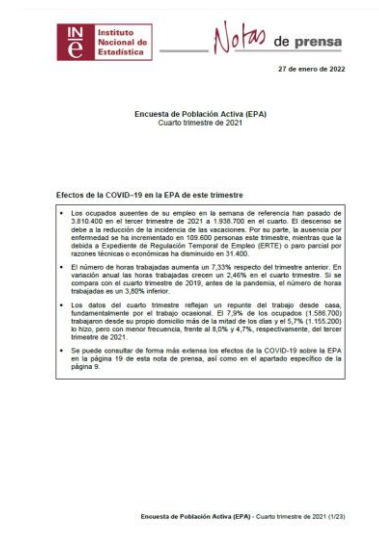 INe
Instituto
Nacional de
Estadística
Notas de prensa
27 de enero de 2022
Encuesta de Población Activa (EPA)
Cuarto trimestre de 2021
Efectos de la COVID-19 en la EPA de este trimestre
• Los ocupados ausentes de su empleo en la semana de referencia han pasado de
3.810.400 en el tercer trimestre de 2021 a 1.938.700 en el cuarto. El descenso se
debe a la reducción de la incidencia de las vacaciones. Por su parte, la ausencia por
enfermedad se ha incrementado en 109.600 personas este trimestre, mientras que la
debida a Expediente de Regulación Temporal de Empleo (ERTE) o paro parcial por
razones técnicas o económicas ha disminuido en 31.400.
• El número de horas trabajadas aumenta un 7,33% respecto del trimestre anterior. En
variación anual las horas trabajadas crecen un 2,46% en el cuarto trimestre. Si se
compara con el cuarto trimestre de 2019, antes de la pandemia, el número de horas
trabajadas es un 3,80% inferior.
• Los datos del cuarto trimestre reflejan un repunte del trabajo desde casa,
fundamentalmente por el trabajo ocasional. El 7,9% de los ocupados (1.586.700)
trabajaron desde su propio domicilio más de la mitad de los días y el 5,7% (1.155.200)
lo hizo, pero con menor frecuencia, frente al 8,0% y 4,7%, respectivamente, del tercer
trimestre de 2021.
• Se puede consultar de forma más extensa los efectos de la COVID-19 sobre la EPA
en la página 19 de esta nota de prensa, así como en el apartado específico de la
página 9.
Encuesta de Población Activa (EPA) - Cuarto trimestre de 2021 (1/23)